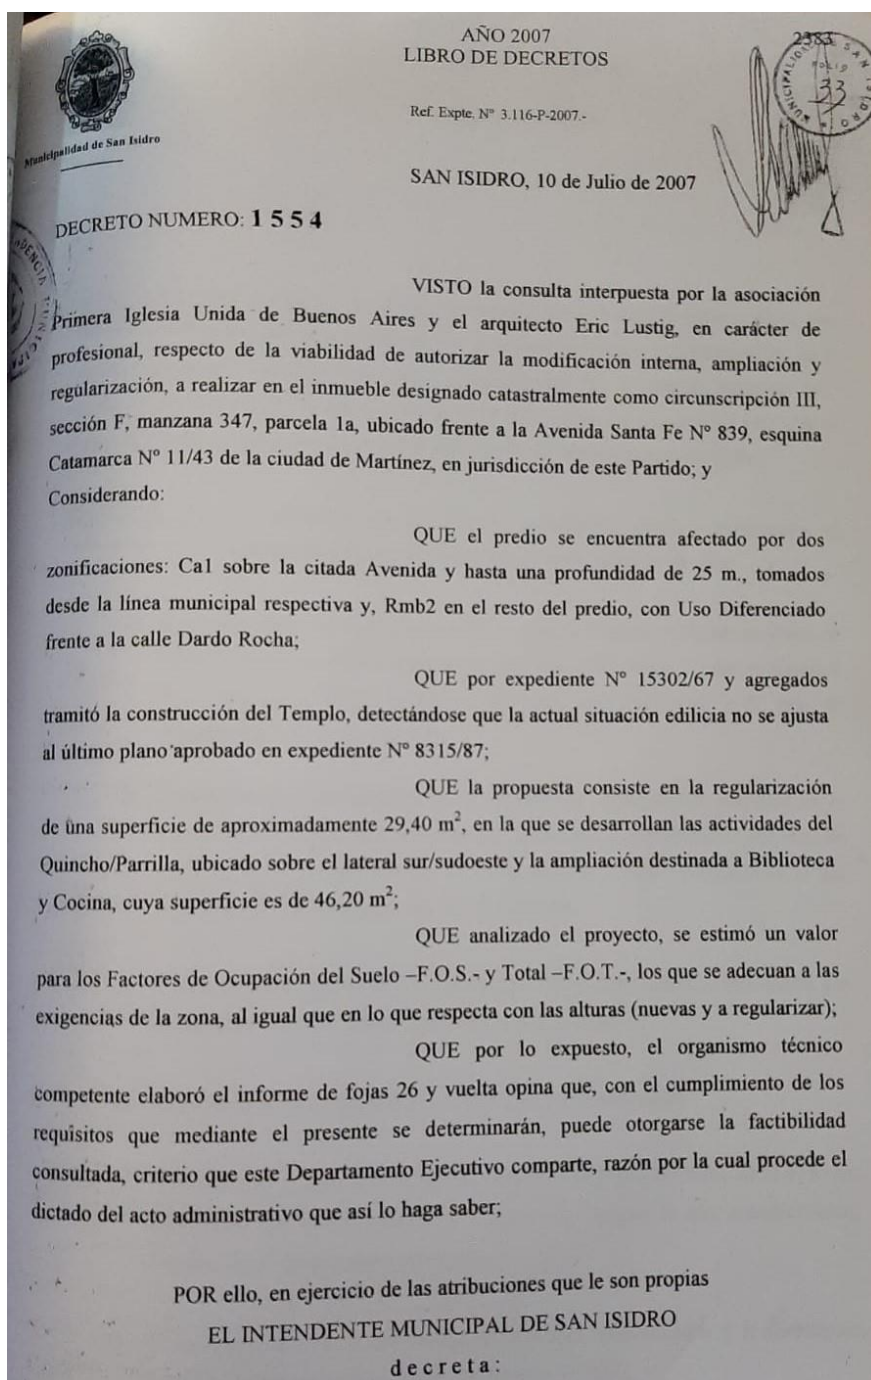 AÑO 2007
LIBRO DE DECRETOS
2383
MUNICIPALIDAD DE SAN ISIDRO
FOLIO
33
Ref. Expte. Nº 3.116-P-2007.-
Municipalidad de San Isidro
SAN ISIDRO, 10 de Julio de 2007
DECRETO NUMERO: 1 5 5 4
VISTO la consulta interpuesta por la asociación
Primera Iglesia Unida de Buenos Aires y el arquitecto Eric Lustig, en carácter de
profesional, respecto de la viabilidad de autorizar la modificación interna, ampliación y
regularización, a realizar en el inmueble designado catastralmente como circunscripción III,
sección F, manzana 347, parcela 1a, ubicado frente a la Avenida Santa Fe Nº 839, esquina
Catamarca Nº 11/43 de la ciudad de Martínez, en jurisdicción de este Partido; y
Considerando:
QUE el predio se encuentra afectado por dos
zonificaciones: Ca1 sobre la citada Avenida y hasta una profundidad de 25 m., tomados
desde la línea municipal respectiva y, Rmb2 en el resto del predio, con Uso Diferenciado
frente a la calle Dardo Rocha;
QUE por expediente Nº 15302/67 y agregados
tramitó la construcción del Templo, detectándose que la actual situación edilicia no se ajusta
al último plano aprobado en expediente Nº 8315/87;
QUE la propuesta consiste en la regularización
de una superficie de aproximadamente 29,40 m², en la que se desarrollan las actividades del
Quincho/Parrilla, ubicado sobre el lateral sur/sudoeste y la ampliación destinada a Biblioteca
y Cocina, cuya superficie es de 46,20 m²;
QUE analizado el proyecto, se estimó un valor
para los Factores de Ocupación del Suelo –F.O.S.- y Total –F.O.T.-, los que se adecuan a las
exigencias de la zona, al igual que en lo que respecta con las alturas (nuevas y a regularizar);
QUE por lo expuesto, el organismo técnico
competente elaboró el informe de fojas 26 y vuelta opina que, con el cumplimiento de los
requisitos que mediante el presente se determinarán, puede otorgarse la factibilidad
consultada, criterio que este Departamento Ejecutivo comparte, razón por la cual procede el
dictado del acto administrativo que así lo haga saber;
POR ello, en ejercicio de las atribuciones que le son propias
EL INTENDENTE MUNICIPAL DE SAN ISIDRO
d e c r e t a :